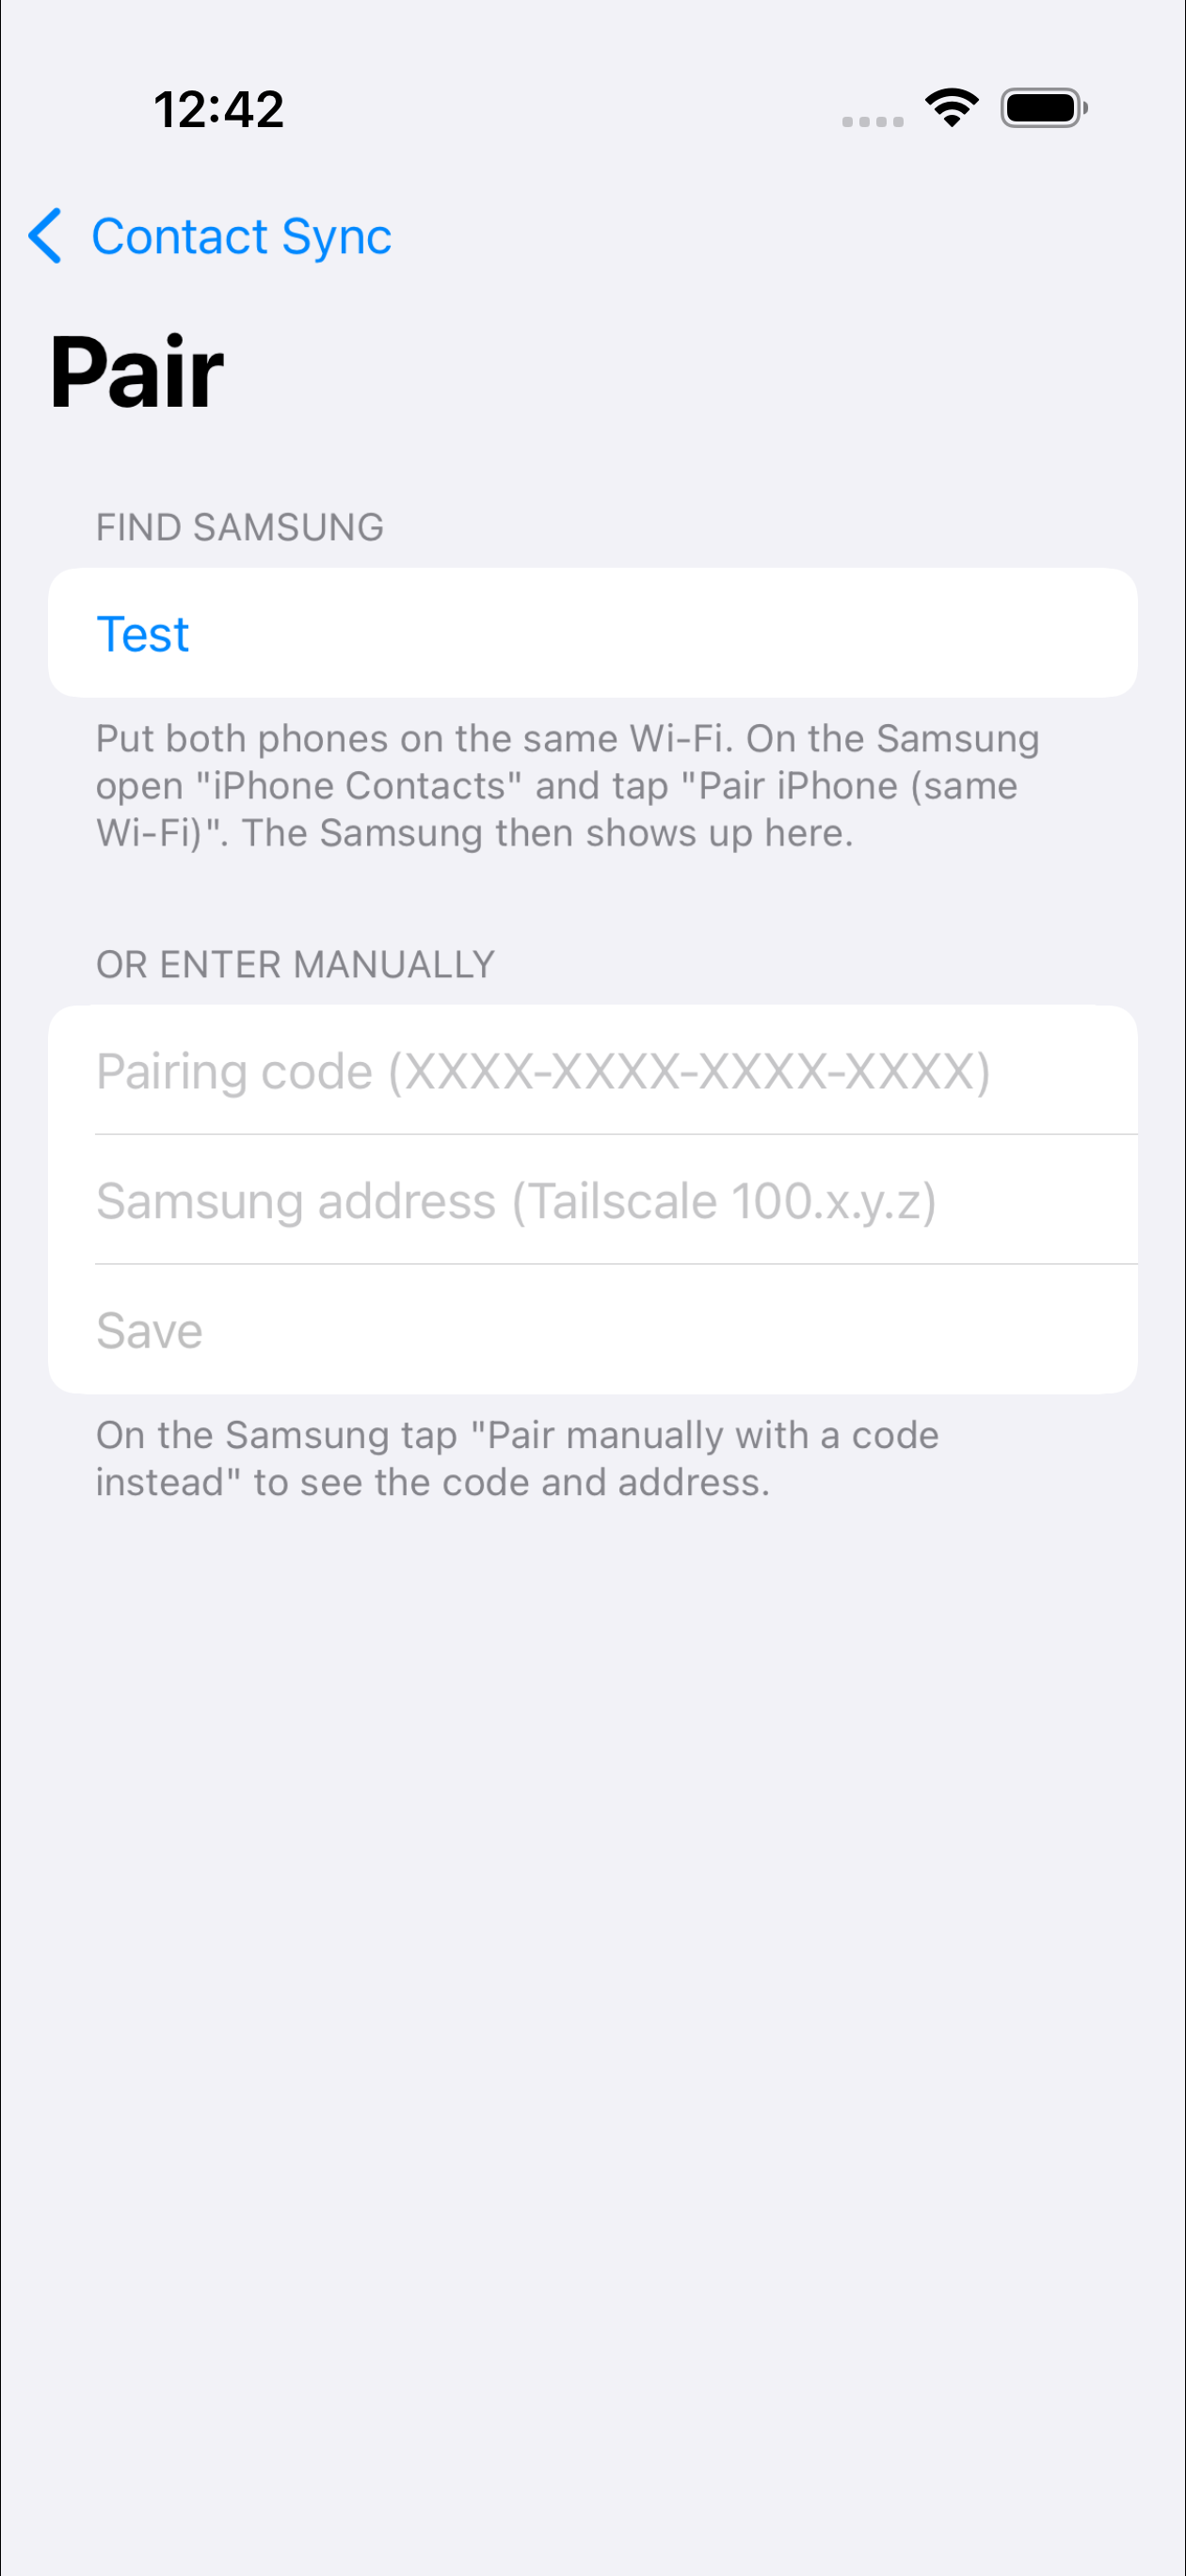 12:42
Contact Sync
Pair
FIND SAMSUNG
Test
Put both phones on the same Wi-Fi. On the Samsung
open "iPhone Contacts" and tap "Pair iPhone (same
Wi-Fi)". The Samsung then shows up here.
OR ENTER MANUALLY
Pairing code (XXXX-XXXX-XXXX-XXXX)
Samsung address (Tailscale 100.x.y.z)
Save
On the Samsung tap "Pair manually with a code
instead" to see the code and address.